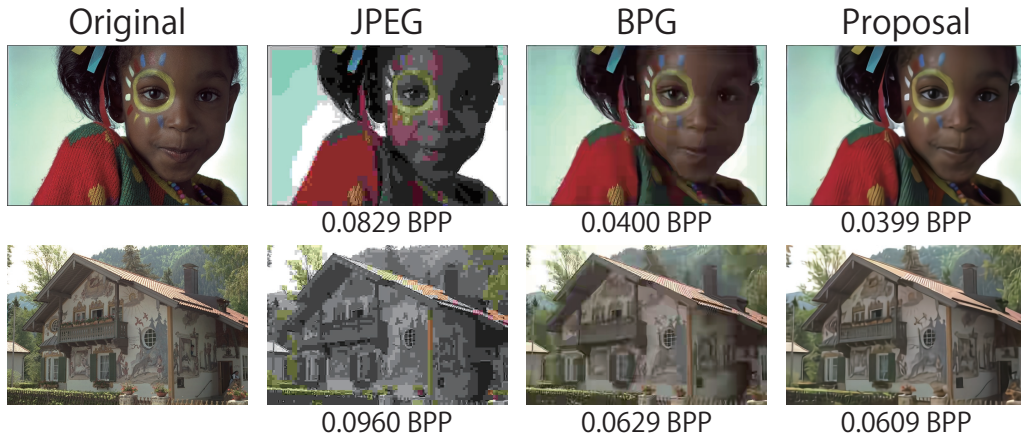 Original JPEG BPG Proposal
0.0829 BPP 0.0400 BPP 0.0399 BPP
0.0960 BPP 0.0629 BPP 0.0609 BPP